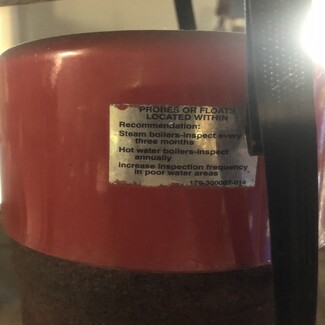 PROBES OR FLOATS
LOCATED WITHIN
Recommendation:
Steam boilers-inspect every
three months
Hot water boilers-inspect
annually
Increase inspection frequency
in poor water areas